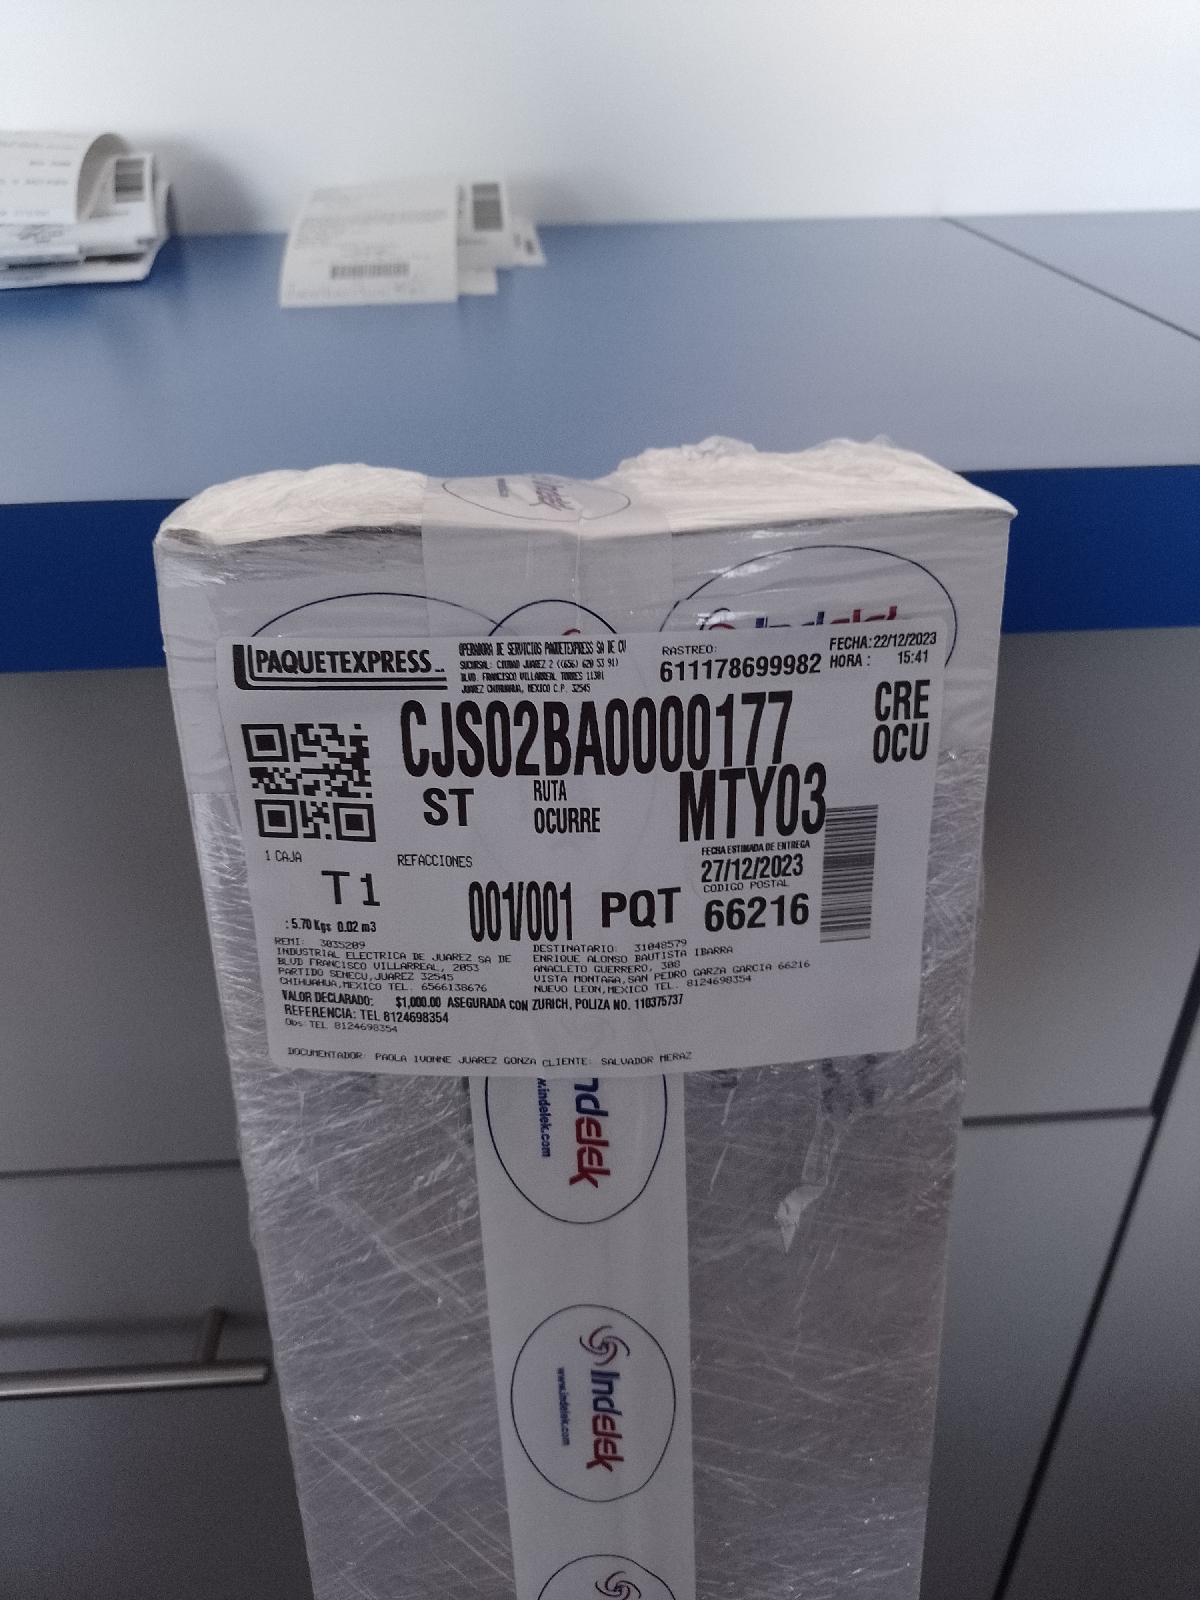 Indelek
PAQUETEXPRESS
OPERADORA DE SERVICIOS PAQUETEXPRESS SA DE CV
SUCURSAL: CIUDAD JUAREZ 2 ((656) 620 53 91)
BLVD. FRANCISCO VILLARREAL TORRES 11381
JUAREZ CHIHUAHUA, MEXICO C.P. 32545
RASTREO:
611178699982
FECHA:22/12/2023
HORA : 15:41
CJS02BA0000177
CRE
OCU
ST
RUTA
OCURRE
MTY03
FECHA ESTIMADA DE ENTREGA
27/12/2023
1 CAJA
REFACCIONES
T1
001/001
PQT
CODIGO POSTAL
66216
: 5.70 Kgs 0.02 m3
REMI: 3035209
INDUSTRIAL ELECTRICA DE JUAREZ SA DE
BLVD FRANCISCO VILLARREAL, 2053
PARTIDO SENECU,JUAREZ 32545
CHIHUAHUA,MEXICO TEL. 6566138676
DESTINATARIO: 31048579
ENRIQUE ALONSO BAUTISTA IBARRA
ANACLETO GUERRERO, 308
VISTA MONTAÑA,SAN PEDRO GARZA GARCIA 66216
NUEVO LEON,MEXICO TEL. 8124698354
VALOR DECLARADO: $1,000.00 ASEGURADA CON ZURICH, POLIZA NO. 110375737
REFERENCIA: TEL 8124698354
Obs: TEL 8124698354
DOCUMENTADOR: PAOLA IVONNE JUAREZ GONZA CLIENTE: SALVADOR MERAZ
Indelek
w.indelek.com
Indelek
www.indelek.com